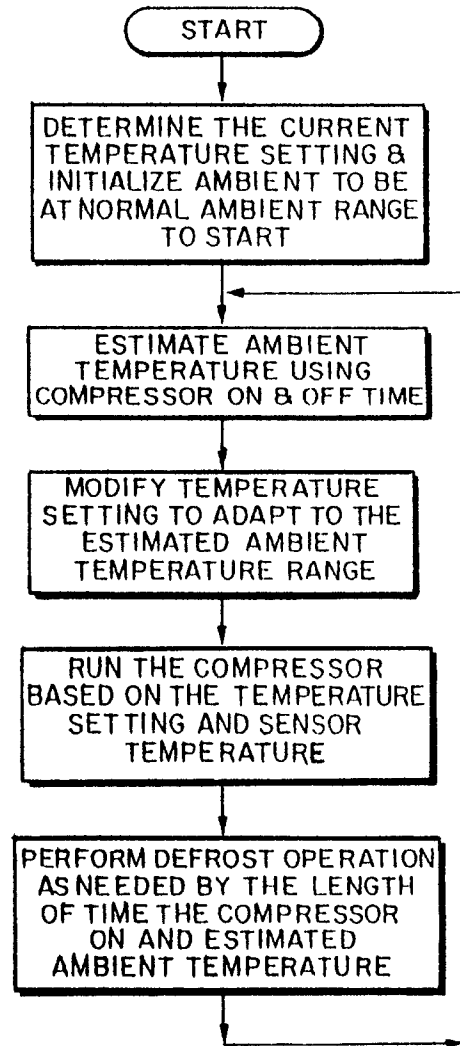 START
DETERMINE THE CURRENT
TEMPERATURE SETTING &
INITIALIZE AMBIENT TO BE
AT NORMAL AMBIENT RANGE
TO START
ESTIMATE AMBIENT
TEMPERATURE USING
COMPRESSOR ON & OFF TIME
MODIFY TEMPERATURE
SETTING TO ADAPT TO THE
ESTIMATED AMBIENT
TEMPERATURE RANGE
RUN THE COMPRESSOR
BASED ON THE TEMPERATURE
SETTING AND SENSOR
TEMPERATURE
PERFORM DEFROST OPERATION
AS NEEDED BY THE LENGTH
OF TIME THE COMPRESSOR
ON AND ESTIMATED
AMBIENT TEMPERATURE